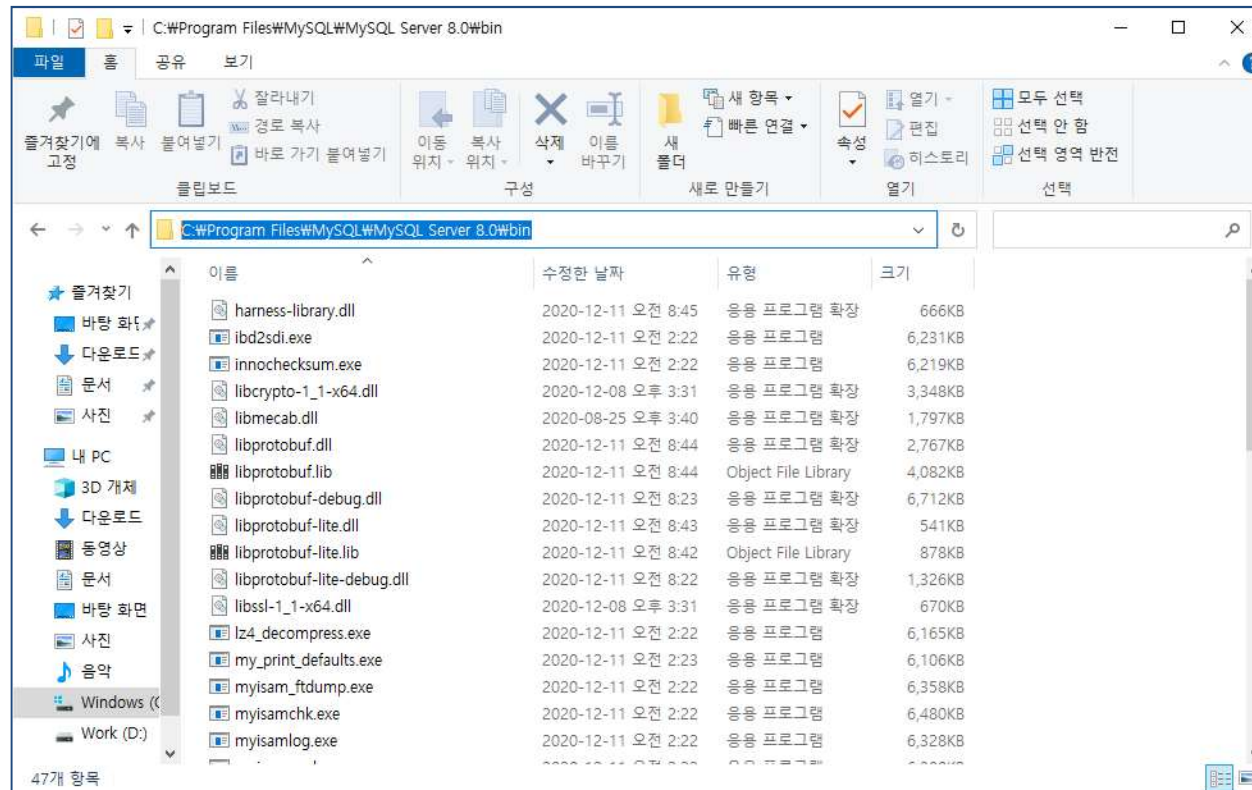 C:₩Program Files₩MySQL₩MySQL Server 8.0₩bin
파일 홈 공유 보기
즐겨찾기에 고정
복사
붙여넣기
잘라내기
경로 복사
바로 가기 붙여넣기
클립보드
이동 위치
복사 위치
삭제
이름 바꾸기
구성
새 폴더
새 항목
빠른 연결
새로 만들기
속성
열기
편집
히스토리
열기
모두 선택
선택 안 함
선택 영역 반전
선택
C:₩Program Files₩MySQL₩MySQL Server 8.0₩bin
즐겨찾기
바탕
다운로드
문서
사진
내 PC
3D 개체
다운로드
동영상
문서
바탕 화면
사진
음악
Windows (
Work (D:)
이름 수정한 날짜 유형 크기
harness-library.dll 2020-12-11 오전 8:45 응용 프로그램 확장 666KB
ibd2sdi.exe 2020-12-11 오전 2:22 응용 프로그램 6,231KB
innochecksum.exe 2020-12-11 오전 2:22 응용 프로그램 6,219KB
libcrypto-1_1-x64.dll 2020-12-08 오후 3:31 응용 프로그램 확장 3,348KB
libmecab.dll 2020-08-25 오후 3:40 응용 프로그램 확장 1,797KB
libprotobuf.dll 2020-12-11 오전 8:44 응용 프로그램 확장 2,767KB
libprotobuf.lib 2020-12-11 오전 8:44 Object File Library 4,082KB
libprotobuf-debug.dll 2020-12-11 오전 8:23 응용 프로그램 확장 6,712KB
libprotobuf-lite.dll 2020-12-11 오전 8:43 응용 프로그램 확장 541KB
libprotobuf-lite.lib 2020-12-11 오전 8:42 Object File Library 878KB
libprotobuf-lite-debug.dll 2020-12-11 오전 8:22 응용 프로그램 확장 1,326KB
libssl-1_1-x64.dll 2020-12-08 오후 3:31 응용 프로그램 확장 670KB
lz4_decompress.exe 2020-12-11 오전 2:22 응용 프로그램 6,165KB
my_print_defaults.exe 2020-12-11 오전 2:23 응용 프로그램 6,106KB
myisam_ftdump.exe 2020-12-11 오전 2:22 응용 프로그램 6,358KB
myisamchk.exe 2020-12-11 오전 2:22 응용 프로그램 6,480KB
myisamlog.exe 2020-12-11 오전 2:22 응용 프로그램 6,328KB
47개 항목